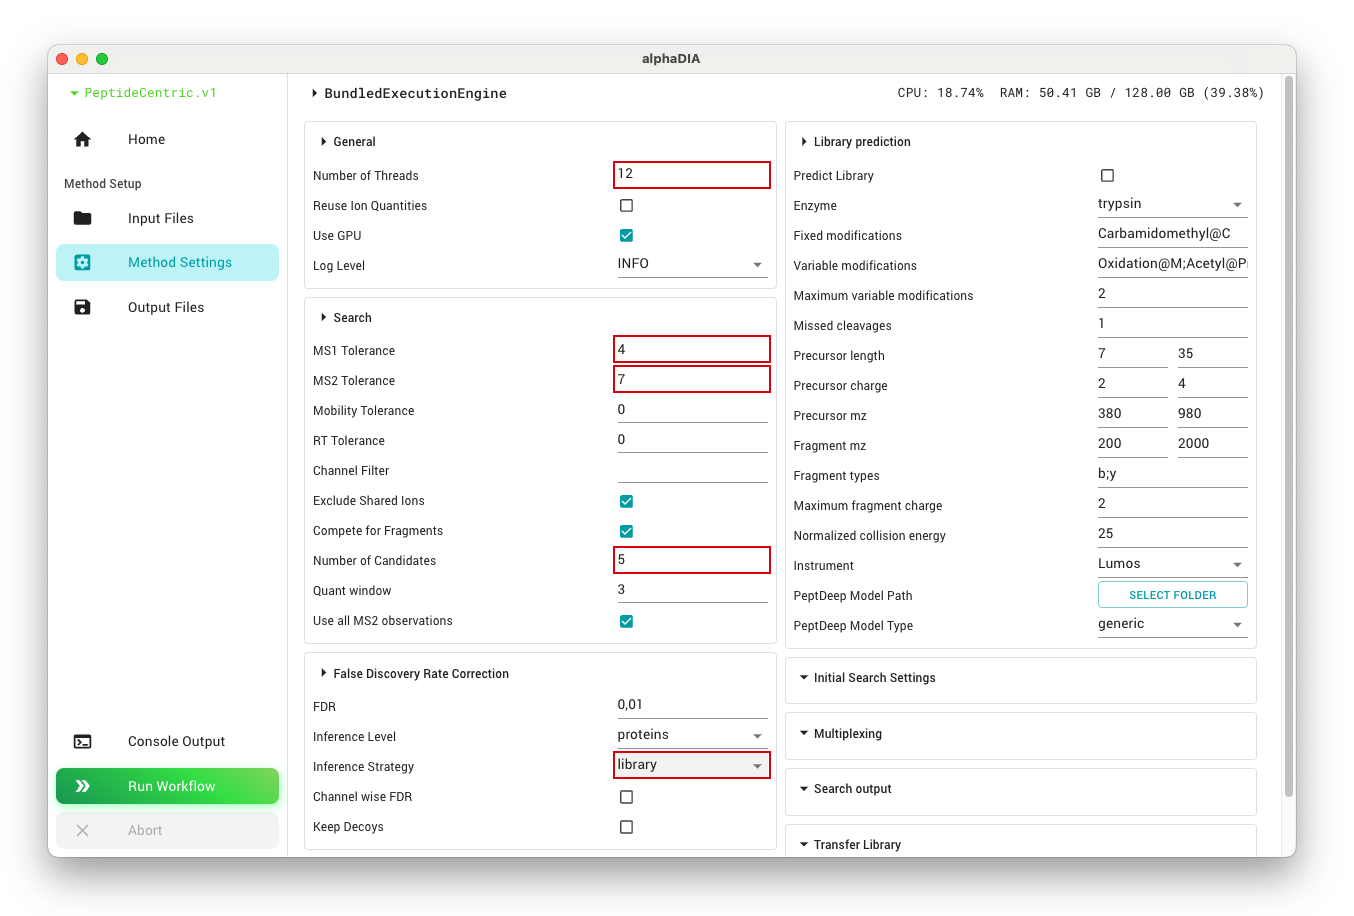 alphaDIA
PeptideCentric.v1
BundledExecutionEngine
CPU: 18.74% RAM: 50.41 GB / 128.00 GB (39.38%)
Home
Method Setup
Input Files
Method Settings
Output Files
Console Output
Run Workflow
Abort
General
Number of Threads 12
Reuse Ion Quantities
Use GPU
Log Level INFO
Search
MS1 Tolerance 4
MS2 Tolerance 7
Mobility Tolerance 0
RT Tolerance 0
Channel Filter
Exclude Shared Ions
Compete for Fragments
Number of Candidates 5
Quant window 3
Use all MS2 observations
False Discovery Rate Correction
FDR 0,01
Inference Level proteins
Inference Strategy library
Channel wise FDR
Keep Decoys
Library prediction
Predict Library
Enzyme trypsin
Fixed modifications Carbamidomethyl@C
Variable modifications Oxidation@M;Acetyl@P
Maximum variable modifications 2
Missed cleavages 1
Precursor length 7 35
Precursor charge 2 4
Precursor mz 380 980
Fragment mz 200 2000
Fragment types b;y
Maximum fragment charge 2
Normalized collision energy 25
Instrument Lumos
PeptDeep Model Path SELECT FOLDER
PeptDeep Model Type generic
Initial Search Settings
Multiplexing
Search output
Transfer Library